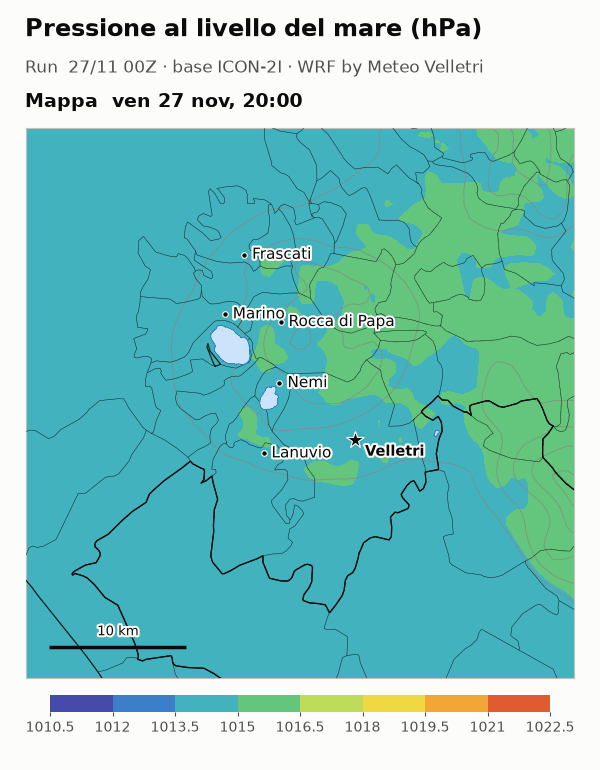 Pressione al livello del mare (hPa)
Run  27/11 00Z · base ICON-2I · WRF by Meteo Velletri
Mappa  ven 27 nov, 20:00
Frascati
Marino
Rocca di Papa
Nemi
Velletri
Lanuvio
10 km
1010.5 1012 1013.5 1015 1016.5 1018 1019.5 1021 1022.5